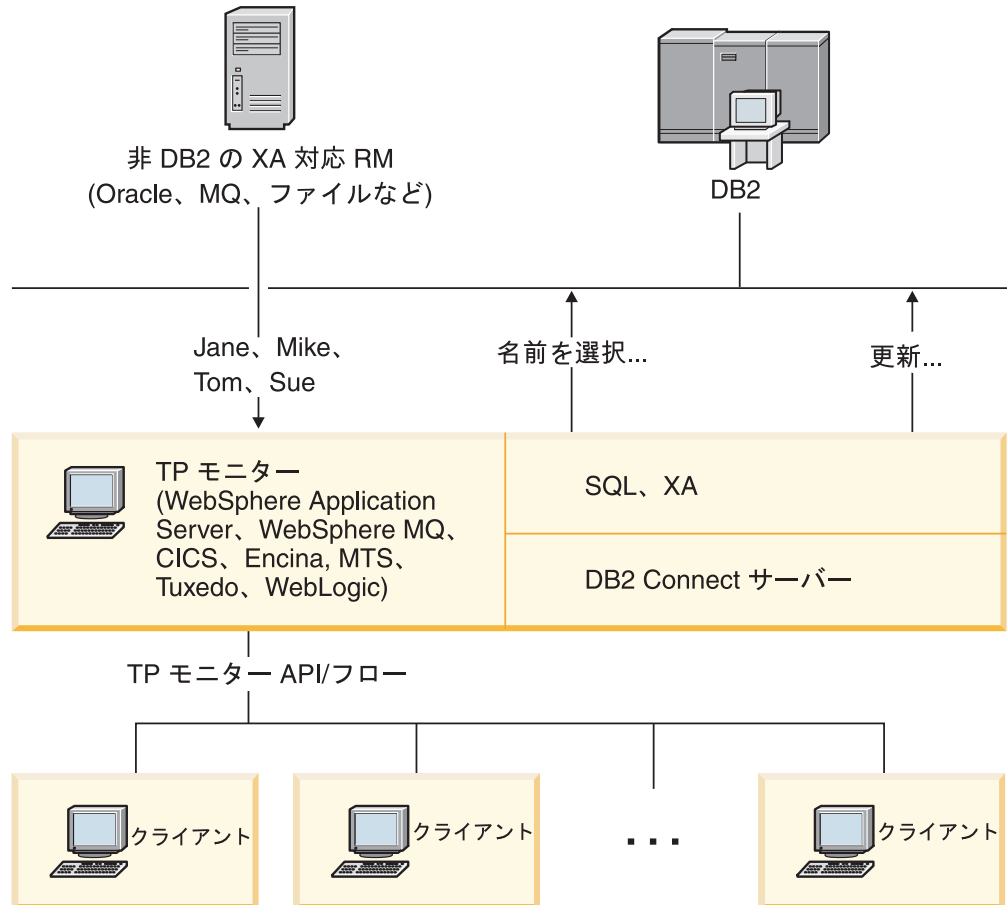 非 DB2 の XA 対応 RM
(Oracle、MQ、ファイルなど)
DB2
Jane、Mike、
Tom、Sue
名前を選択...
更新...
TP モニター
(WebSphere Application
Server、WebSphere MQ、
CICS、Encina, MTS、
Tuxedo、WebLogic)
SQL、XA
DB2 Connect サーバー
TP モニター API/フロー
クライアント
クライアント
...
クライアント